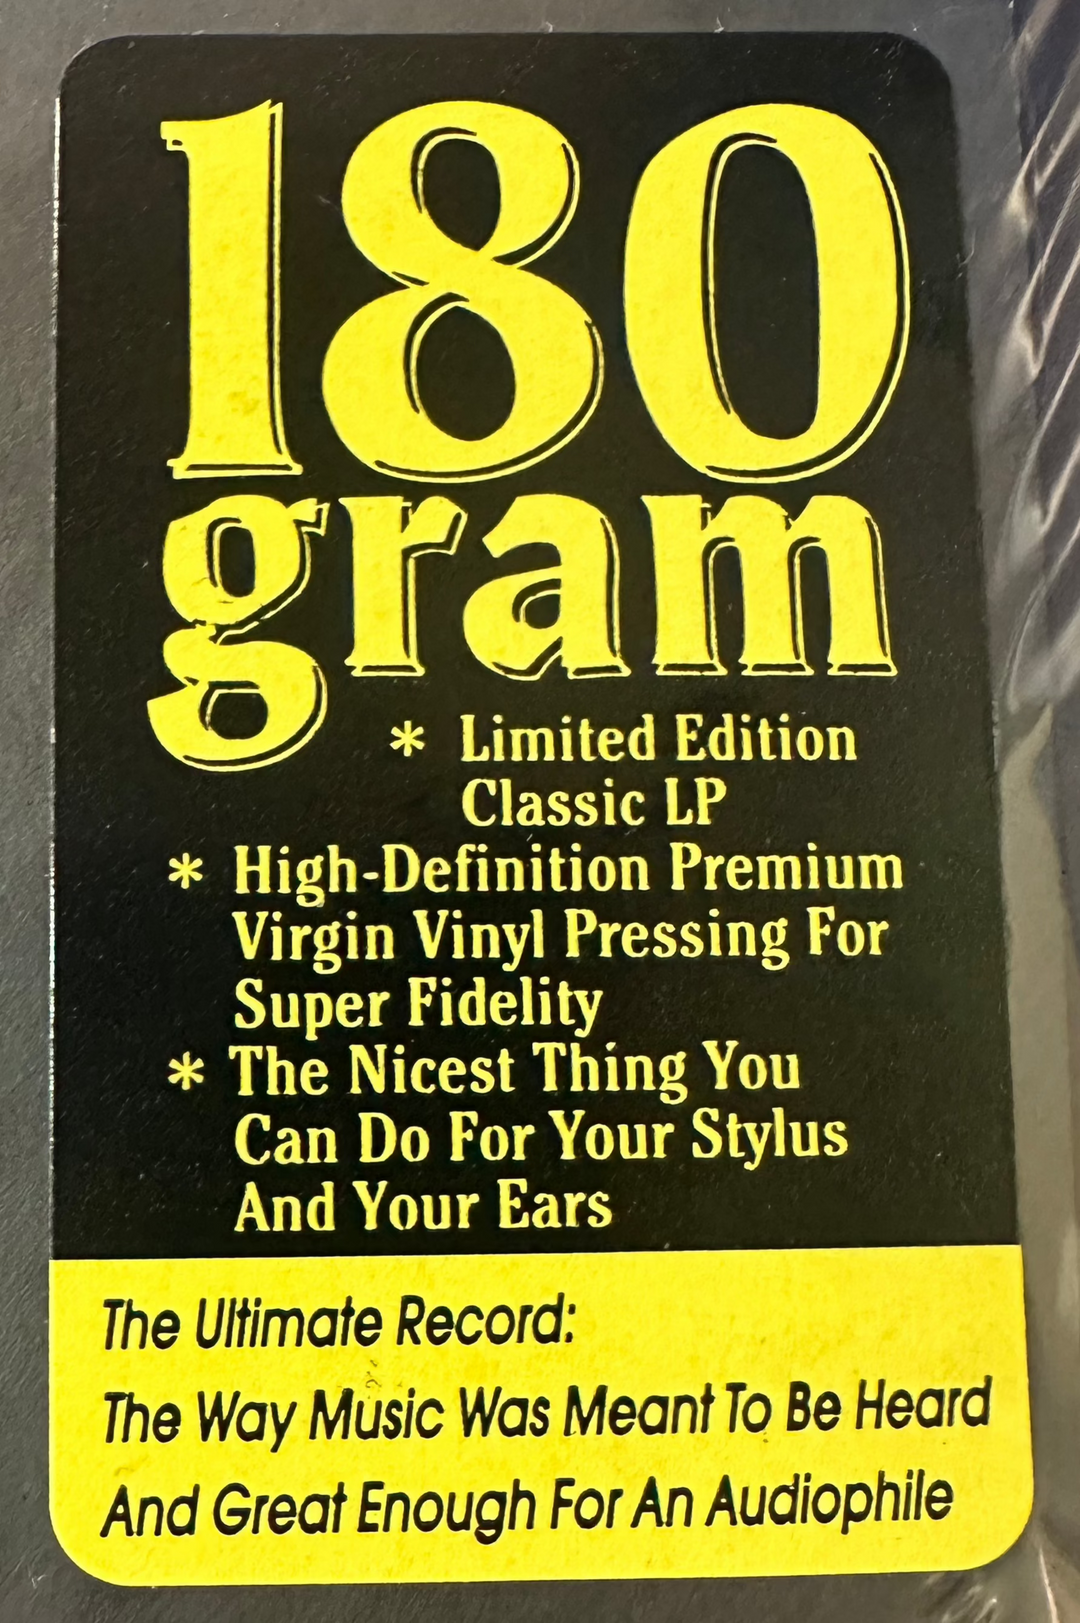 180
gram
* Limited Edition
Classic LP
* High-Definition Premium
Virgin Vinyl Pressing For
Super Fidelity
* The Nicest Thing You
Can Do For Your Stylus
And Your Ears
The Ultimate Record:
The Way Music Was Meant To Be Heard
And Great Enough For An Audiophile